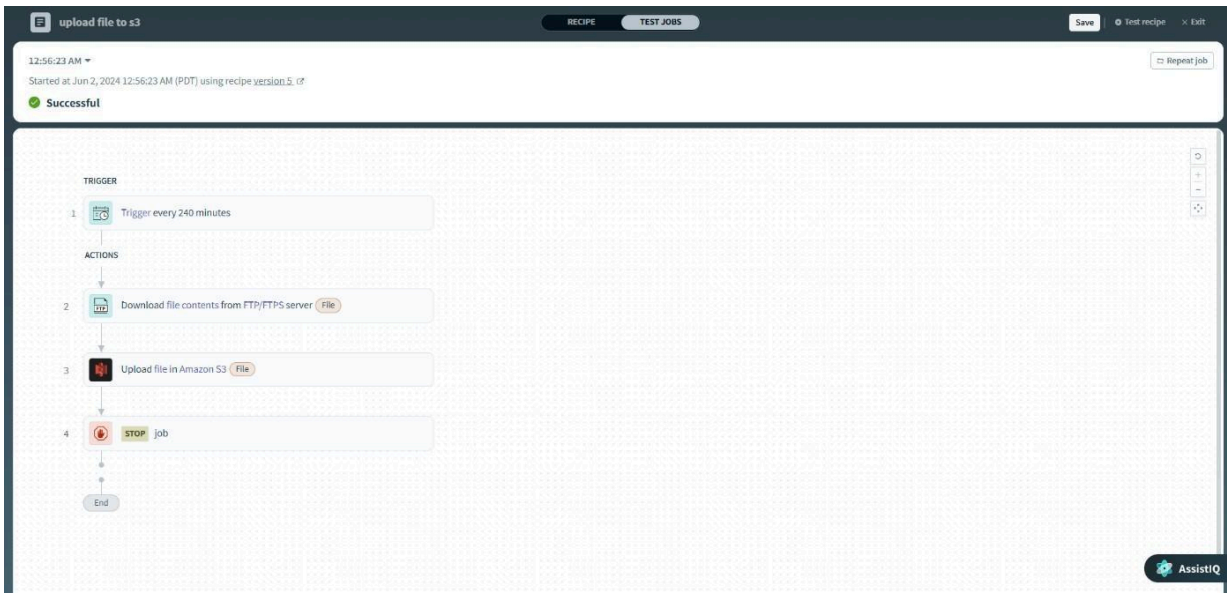 upload file to s3
RECIPE
TEST JOBS
Save
Test recipe
Exit
12:56:23 AM
Repeat job
Started at Jun 2, 2024 12:56:23 AM (PDT) using recipe version 5
Successful
TRIGGER
1 Trigger every 240 minutes
ACTIONS
2 FTP Download file contents from FTP/FTPS server File
3 Upload file in Amazon S3 File
4 STOP job
End
AssistIQ